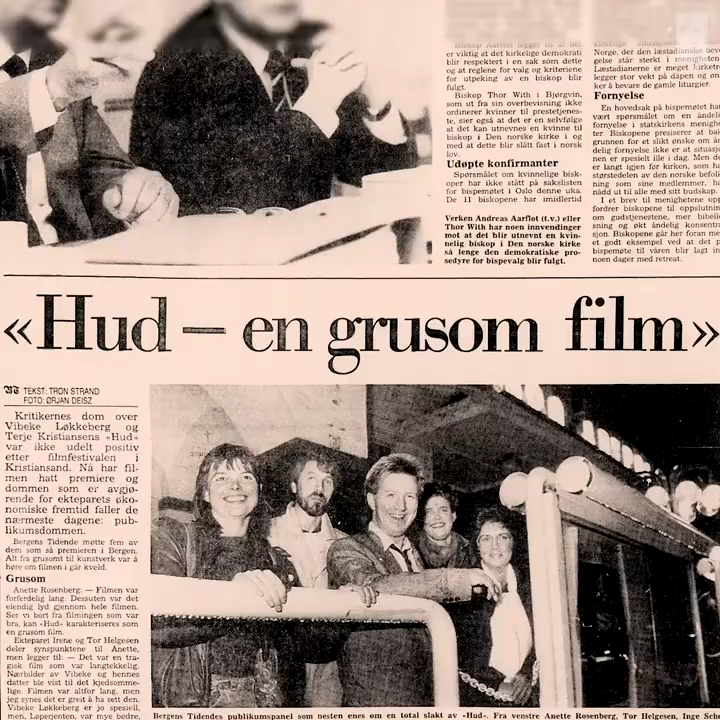 er viktig at det kirkelige demokrati
blir respektert i en sak som dette
og at reglene for valg og kriteriene
for utpeking av en biskop blir
fulgt.
Biskop Thor With i Bjørgvin,
som ut fra sin overbevisning ikke
ordinerer kvinner til prestetjenes-
te, sier også at det er en selvfølge
at det kan utnevnes en kvinne til
biskop i Den norske kirke i og
med at dette blir slått fast i norsk
lov.
Udøpte konfirmanter
Spørsmålet om kvinnelige bisk-
oper har ikke stått på sakslisten
for bispemøtet i Oslo denne uka.
De 11 biskopene har imidlertid
Verken Andreas Aarflot (t.v.) eller
Thor With har noen innvendinger
mot at det blir utnevnt en kvin-
nelig biskop i Den norske kirke
så lenge den demokratiske pro-
sedyre for bispevalg blir fulgt.
Norge, der den læstadianske bev
gelse står sterkt i menigheten
Læstadianerne er meget kirketr
legger stor vekt på dåpen og øn
ker å bevare de gamle liturgier.
Fornyelse
En hovedsak på bispemøtet ha
vært spørsmålet om en åndeli
fornyelse i statskirkens menighe
ter. Biskopene presiserer at bak
grunnen for et slikt ønske om ån
delig fornyelse ikke er at situasjo
nen er spesielt ille i dag. Men de
er langt igjen før kirken, som ha
størstedelen av den norske befol
ning som sine medlemmer, h
nådd ut til alle med sitt budskap.
I et brev til menighetene opp
fordrer biskopene til oppslutnin
om gudstjenestene, mer bibelle
sning og økt åndelig konsentra
sjon. Biskopene går her foran me
et godt eksempel ved at det p
bispemøte til våren blir lagt in
noen dager med retreat.
«Hud – en grusom film»
BT TEKST: TRON STRAND
FOTO: ØRJAN DEISZ
Kritikernes dom over
Vibeke Løkkeberg og
Terje Kristiansens «Hud»
var ikke udelt positiv
etter filmfestivalen i
Kristiansand. Nå har fil-
men hatt premiere og
dommen som er avgjø-
rende for ekteparets øko-
nomiske fremtid faller de
nærmeste dagene: pub-
likumsdommen.
Bergens Tidende møtte fem av
dem som så premieren i Bergen.
Alt fra grusomt til kunstverk var å
høre om filmen i går kveld.
Grusom
Anette Rosenberg: — Filmen var
forferdelig lang. Dessuten var det
elendig lyd gjennom hele filmen.
Ser vi bort fra filmingen som var
bra, kan «Hud» karakteriseres som
en grusom film.
Ekteparet Irene og Tor Helgesen
deler synspunktene til Anette,
men legger til: — Det var en tra-
gisk film som var langtekkelig.
Nærbilder av Vibeke og hennes
datter ble vist til det kjedsomme-
lige. Filmen var altfor lang, men
jeg synes det er greit å ha sett den.
Vibeke Løkkeberg er jo spesiell,
men, Løperjenten, var mye bedre,
Bergens Tidendes publikumspanel som nesten enes om en total slakt av «Hud». Fra venstre Anette Rosenberg, Tor Helgesen, Inge